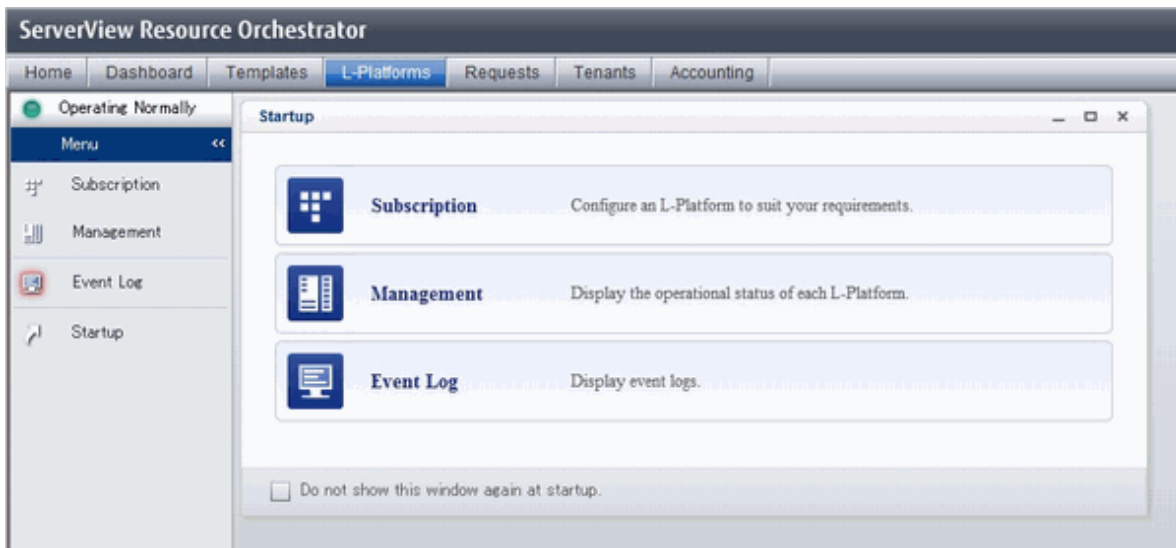 ServerView Resource Orchestrator
Home Dashboard Templates L-Platforms Requests Tenants Accounting
Operating Normally
Menu <<
Subscription
Management
Event Log
Startup
Startup
Subscription Configure an L-Platform to suit your requirements.
Management Display the operational status of each L-Platform.
Event Log Display event logs.
Do not show this window again at startup.